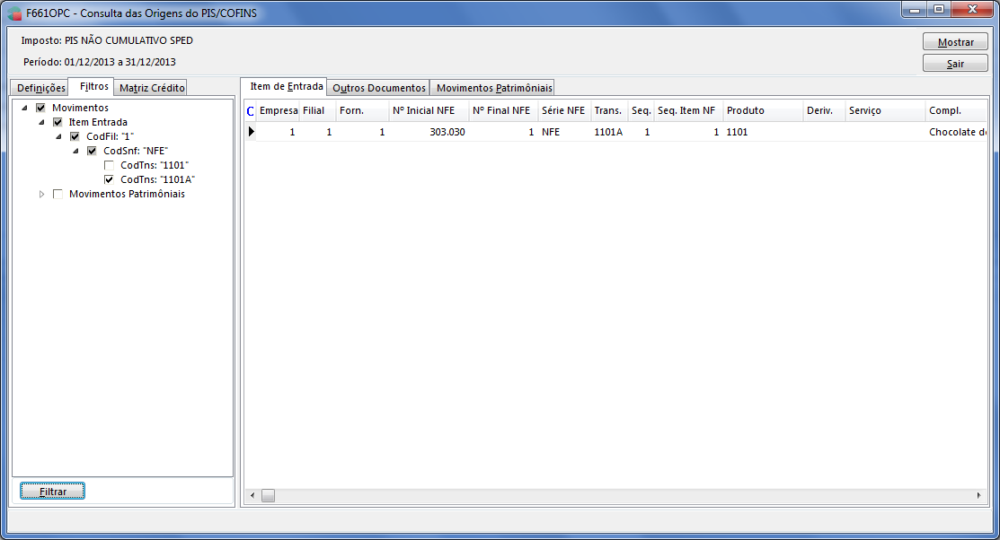 F661OPC - Consulta das Origens do PIS/COFINS
Imposto: PIS NÃO CUMULATIVO SPED
Período: 01/12/2013 a 31/12/2013
Mostrar
Sair
Definições Filtros Matriz Crédito
Movimentos
Item Entrada
CodFil: "1"
CodSnf: "NFE"
CodTns: "1101"
CodTns: "1101A"
Movimentos Patrimôniais
Filtrar
Item de Entrada Outros Documentos Movimentos Patrimôniais
C Empresa Filial Forn. Nº Inicial NFE Nº Final NFE Série NFE Trans. Seq. Seq. Item NF Produto Deriv. Serviço Compl.
1 1 1 303.030 1 NFE 1101A 1 1 1101 Chocolate d